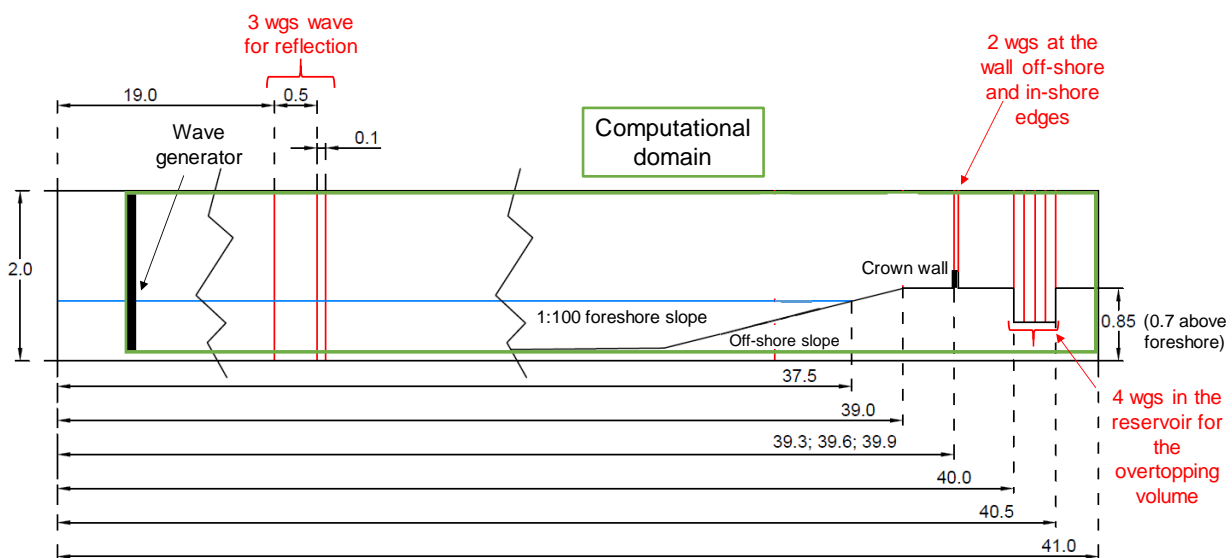 3 wgs wave
for reflection
2 wgs at the
wall off-shore
and in-shore
edges
19.0
0.5
Wave
generator
0.1
Computational
domain
2.0
Crown wall
1:100 foreshore slope
Off-shore slope
0.85 (0.7 above
foreshore)
37.5
39.0
39.3; 39.6; 39.9
40.0
40.5
41.0
4 wgs in the
reservoir for
the
overtopping
volume